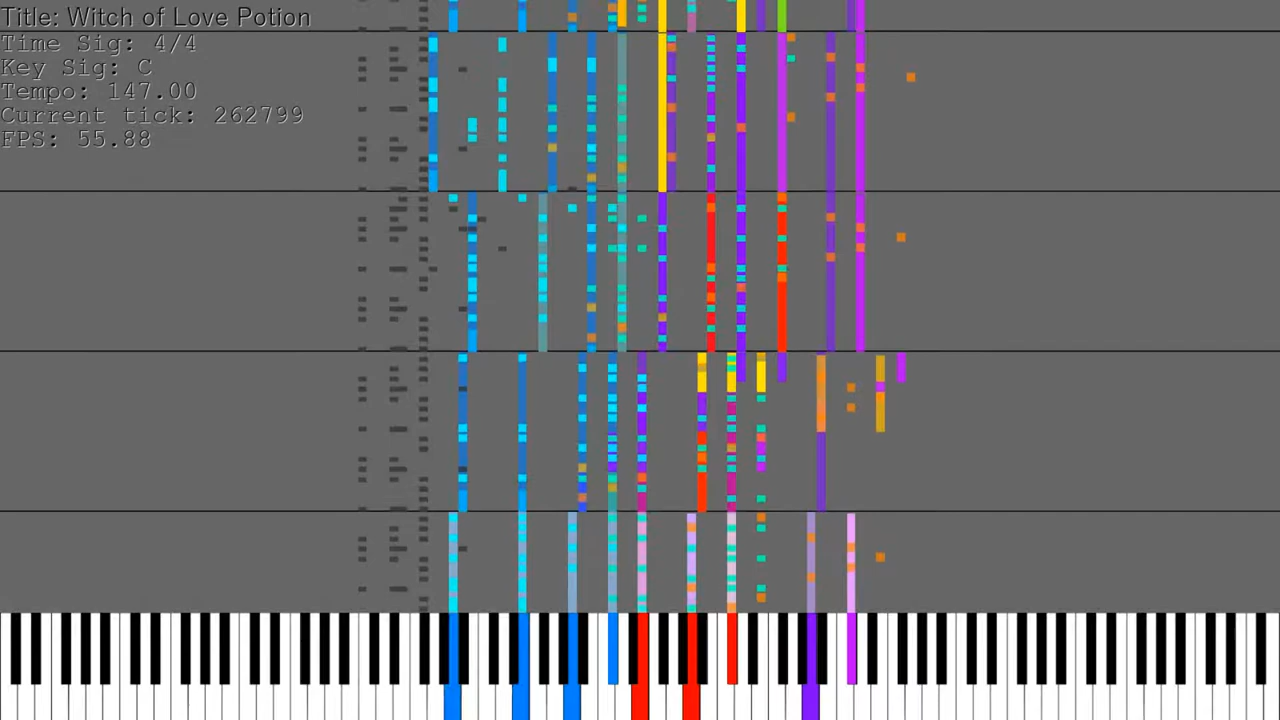 Title: Witch of Love Potion
Time Sig: 4/4
Key Sig: C
Tempo: 147.00
Current tick: 262799
FPS: 55.88